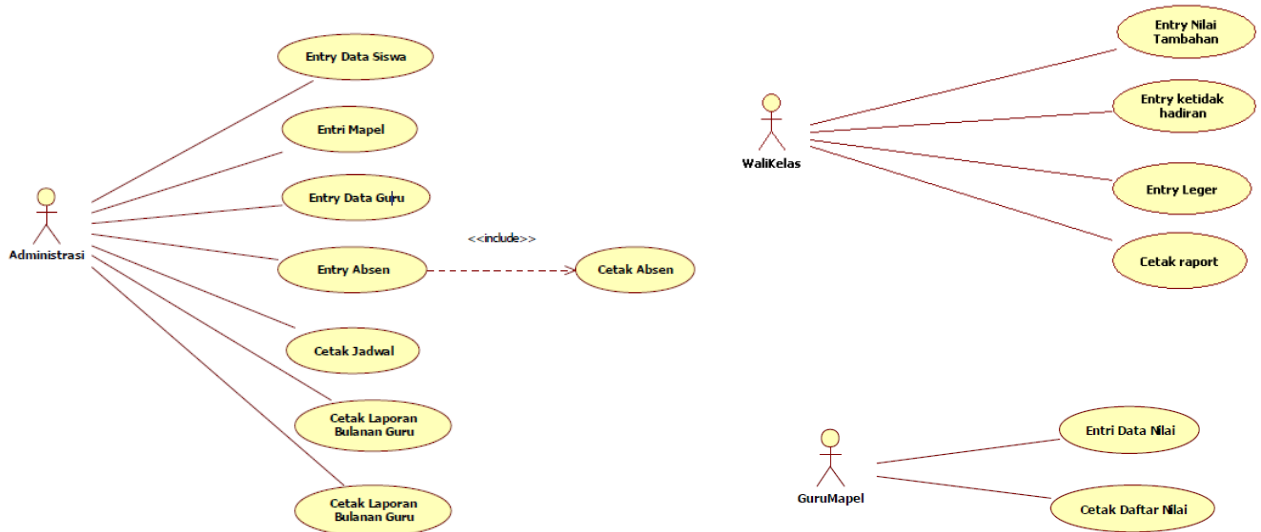 Entry Data Siswa
Entri Mapel
Entry Data Guru
Administrasi
<<include>>
Entry Absen
Cetak Absen
Cetak Jadwal
Cetak Laporan
Bulanan Guru
Cetak Laporan
Bulanan Guru
Entry Nilai
Tambahan
Entry ketidak
hadiran
WaliKelas
Entry Leger
Cetak raport
Entri Data Nilai
GuruMapel
Cetak Daftar Nilai